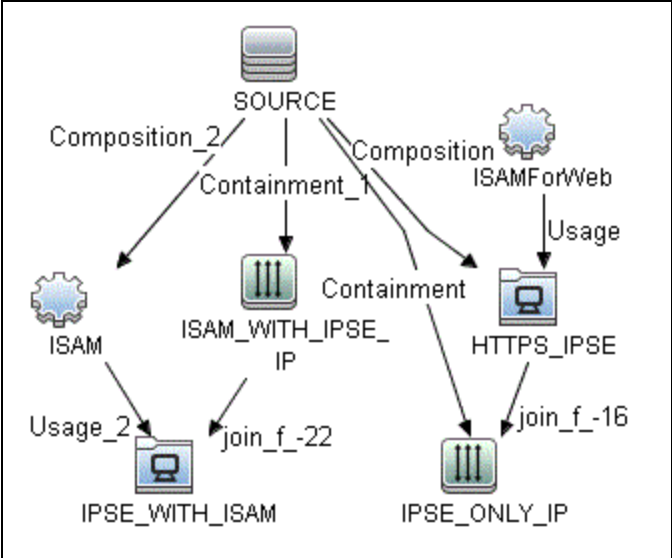 SOURCE
Composition_2
Composition
Containment_1
ISAMForWeb
Usage
Containment
ISAM
ISAM_WITH_IPSE_
IP
HTTPS_IPSE
Usage_2
join_f_-22
join_f_-16
IPSE_WITH_ISAM
IPSE_ONLY_IP